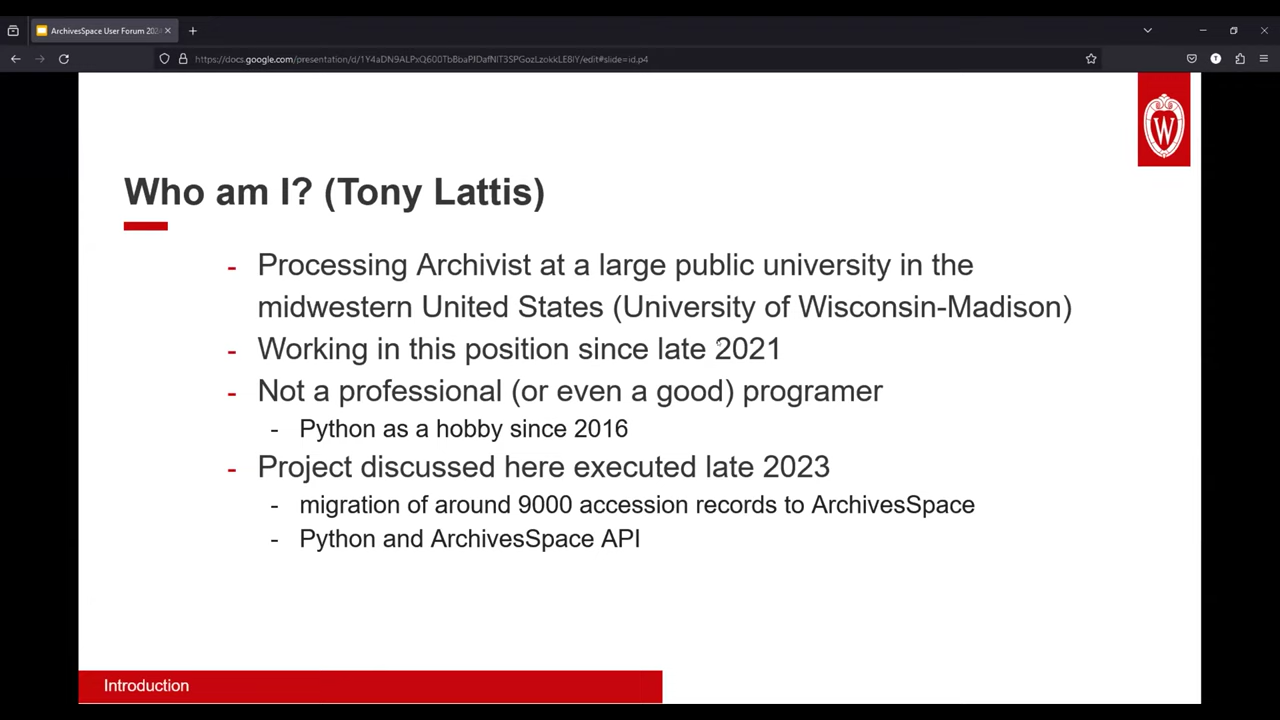 ArchivesSpace User Forum 202
https://docs.google.com/presentation/d/1Y4aDN9ALPxQ600TbBbaPJDafNlT3SPGozLzokkLE8lY/edit#slide=id.p4
T
W
Who am I? (Tony Lattis)
- Processing Archivist at a large public university in the
midwestern United States (University of Wisconsin-Madison)
- Working in this position since late 2021
- Not a professional (or even a good) programer
- Python as a hobby since 2016
- Project discussed here executed late 2023
- migration of around 9000 accession records to ArchivesSpace
- Python and ArchivesSpace API
Introduction